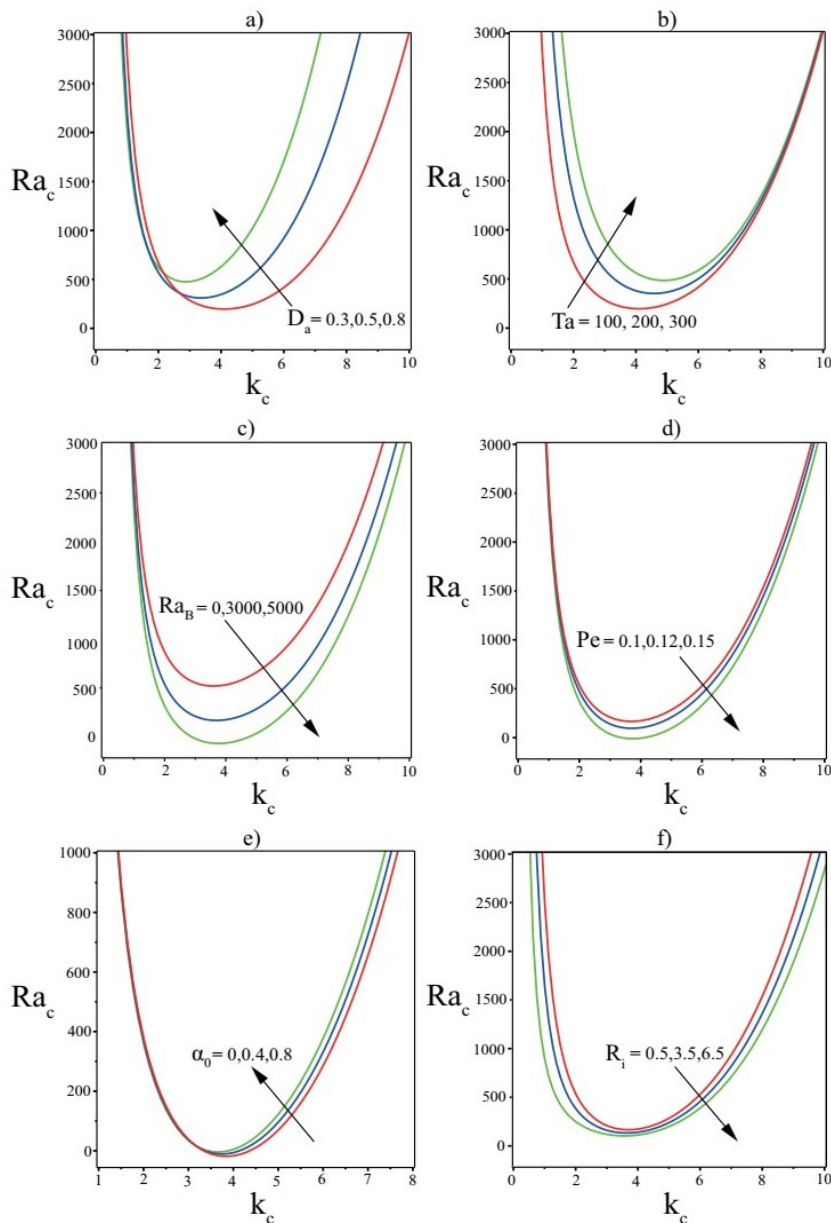 a)
3000
2500
2000
1500
1000
500
0
Ra_c
D_a = 0.3,0.5,0.8
0 2 4 6 8 10
k_c
b)
3000
2500
2000
1500
1000
500
0
Ra_c
Ta = 100, 200, 300
0 2 4 6 8 10
k_c
c)
3000
2500
2000
1500
1000
500
0
Ra_c
Ra_B = 0,3000,5000
0 2 4 6 8 10
k_c
d)
3000
2500
2000
1500
1000
500
0
Ra_c
Pe = 0.1,0.12,0.15
0 2 4 6 8 10
k_c
e)
1000
800
600
400
200
0
Ra_c
α_0 = 0,0.4,0.8
1 2 3 4 5 6 7 8
k_c
f)
3000
2500
2000
1500
1000
500
0
Ra_c
R_i = 0.5,3.5,6.5
0 2 4 6 8 10
k_c